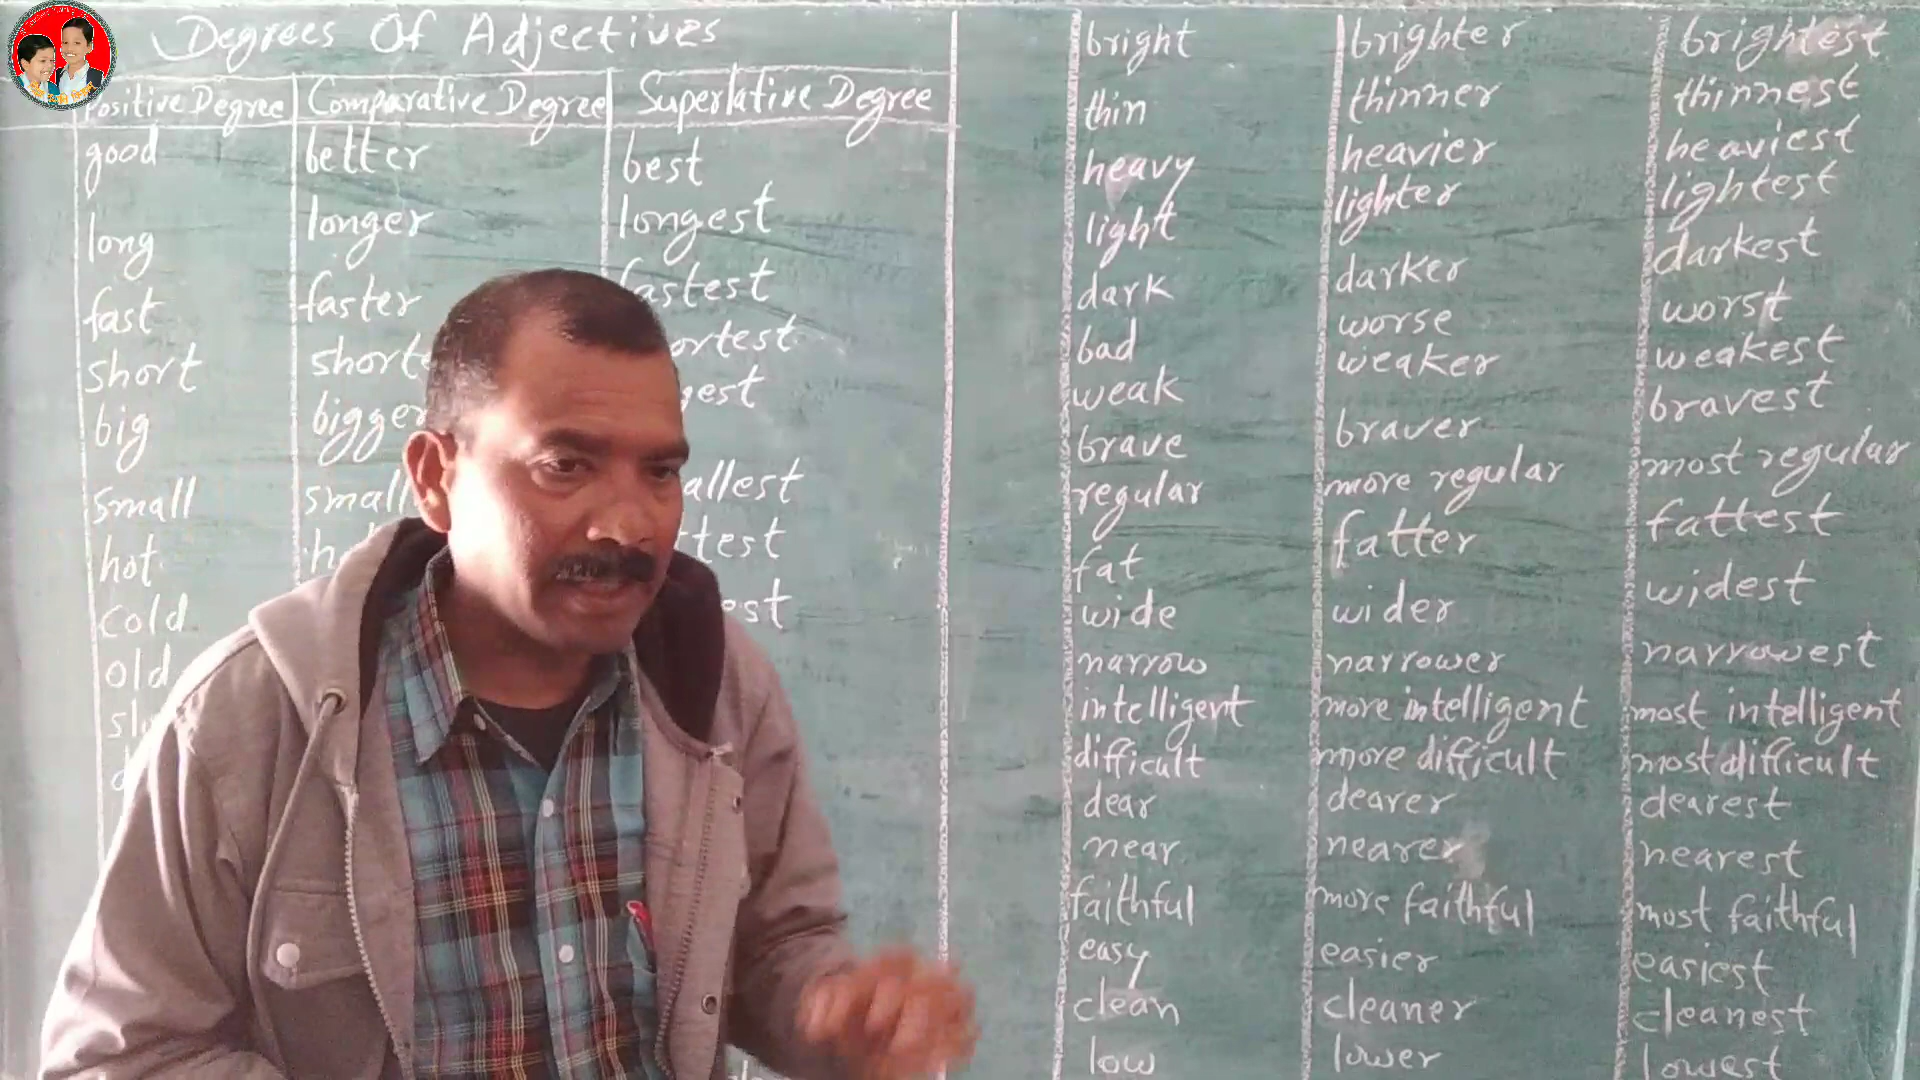 Degrees Of Adjectives
Positive Degree Comparative Degree Superlative Degree
good better best
long longer longest
fast faster fastest
short shorte ortest
big bigger gest
small small allest
hot h test
cold est
old
bright brighter brightest
thin thinner thinnest
heavy heavier heaviest
light lighter lightest
dark darker darkest
bad worse worst
weak weaker weakest
brave braver bravest
regular more regular most regular
fat fatter fattest
wide wider widest
narrow narrower narrowest
intelligent more intelligent most intelligent
difficult more difficult most difficult
dear dearer dearest
near nearer nearest
faithful more faithful most faithful
easy easier easiest
clean cleaner cleanest
low lower lowest